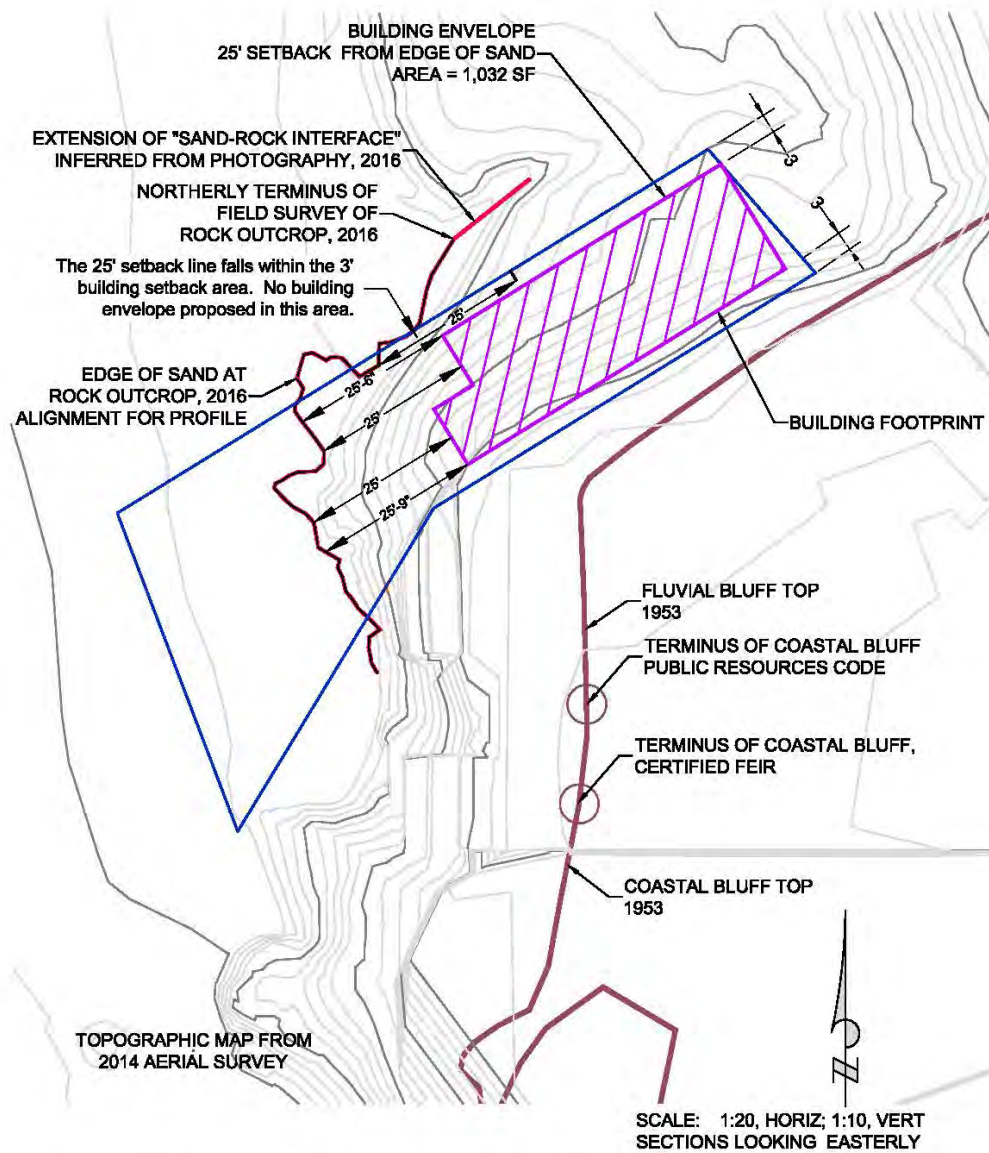 BUILDING ENVELOPE
25' SETBACK FROM EDGE OF SAND
AREA = 1,032 SF
EXTENSION OF "SAND-ROCK INTERFACE"
INFERRED FROM PHOTOGRAPHY, 2016
NORTHERLY TERMINUS OF
FIELD SURVEY OF
ROCK OUTCROP, 2016
The 25' setback line falls within the 3'
building setback area. No building
envelope proposed in this area.
EDGE OF SAND AT
ROCK OUTCROP, 2016
ALIGNMENT FOR PROFILE
3
3
25'
25'-6"
25'
25'
25'-9"
BUILDING FOOTPRINT
FLUVIAL BLUFF TOP
1953
TERMINUS OF COASTAL BLUFF
PUBLIC RESOURCES CODE
TERMINUS OF COASTAL BLUFF,
CERTIFIED FEIR
COASTAL BLUFF TOP
1953
TOPOGRAPHIC MAP FROM
2014 AERIAL SURVEY
N
SCALE: 1:20, HORIZ; 1:10, VERT
SECTIONS LOOKING EASTERLY